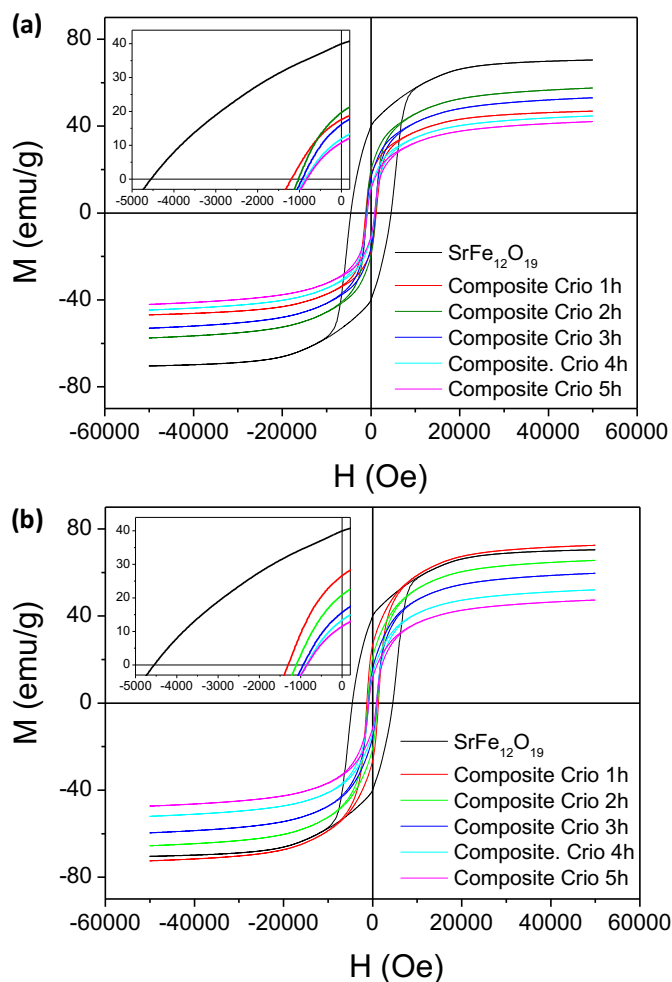 (a)
80
40
0
-40
-80
M (emu/g)
40
30
20
10
0
-5000 -4000 -3000 -2000 -1000 0
SrFe₁₂O₁₉
Composite Crio 1h
Composite Crio 2h
Composite Crio 3h
Composite. Crio 4h
Composite Crio 5h
-60000 -40000 -20000 0 20000 40000 60000
H (Oe)
(b)
80
40
0
-40
-80
M (emu/g)
40
30
20
10
0
-5000 -4000 -3000 -2000 -1000 0
SrFe₁₂O₁₉
Composite Crio 1h
Composite Crio 2h
Composite Crio 3h
Composite. Crio 4h
Composite Crio 5h
-60000 -40000 -20000 0 20000 40000 60000
H (Oe)